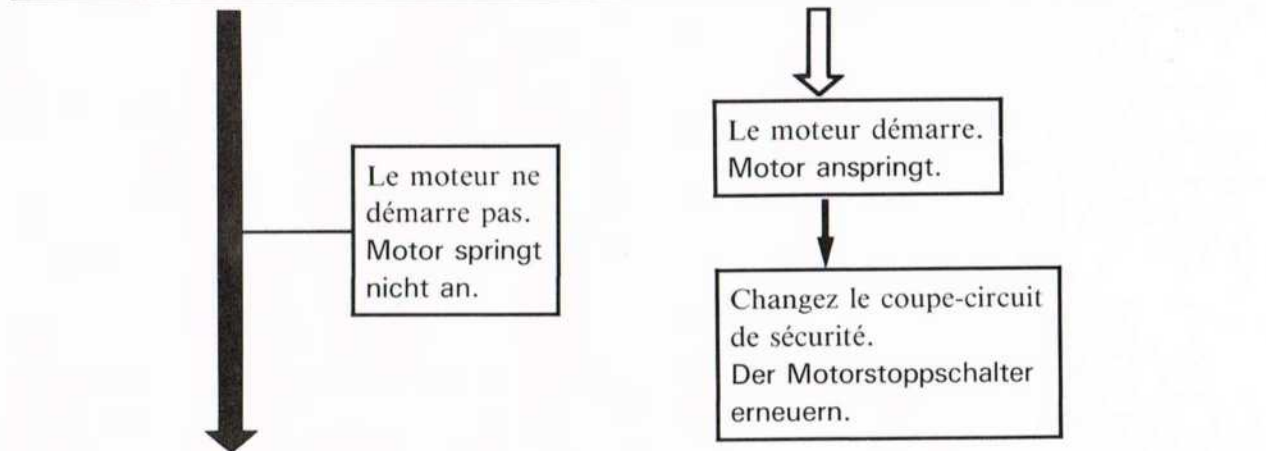 Le moteur ne
démarre pas.
Motor springt
nicht an.
Le moteur démarre.
Motor anspringt.
Changez le coupe-circuit
de sécurité.
Der Motorstoppschalter
erneuern.